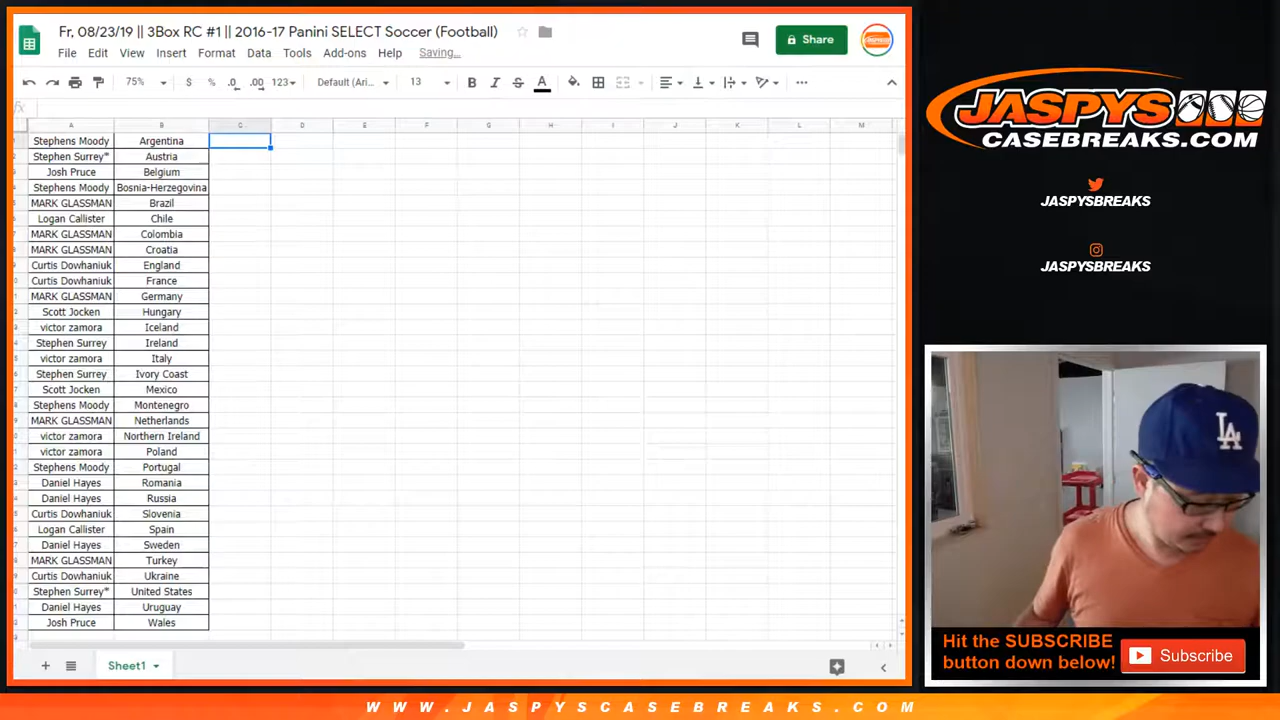 Fr, 08/23/19 || 3Box RC #1 || 2016-17 Panini SELECT Soccer (Football)
File Edit View Insert Format Data Tools Add-ons Help Saving...
Share
75% $ % .0 .00 123 Default (Ari... 13 B I S A
fx
A B C D E F G H I J K L M
Stephens Moody Argentina
Stephen Surrey* Austria
Josh Pruce Belgium
Stephens Moody Bosnia-Herzegovina
MARK GLASSMAN Brazil
Logan Callister Chile
MARK GLASSMAN Colombia
MARK GLASSMAN Croatia
Curtis Dowhaniuk England
Curtis Dowhaniuk France
MARK GLASSMAN Germany
Scott Jocken Hungary
victor zamora Iceland
Stephen Surrey Ireland
victor zamora Italy
Stephen Surrey Ivory Coast
Scott Jocken Mexico
Stephens Moody Montenegro
MARK GLASSMAN Netherlands
victor zamora Northern Ireland
victor zamora Poland
Stephens Moody Portugal
Daniel Hayes Romania
Daniel Hayes Russia
Curtis Dowhaniuk Slovenia
Logan Callister Spain
Daniel Hayes Sweden
MARK GLASSMAN Turkey
Curtis Dowhaniuk Ukraine
Stephen Surrey* United States
Daniel Hayes Uruguay
Josh Pruce Wales
Sheet1
JASPYS
CASEBREAKS.COM
JASPYSBREAKS
JASPYSBREAKS
LA
Hit the SUBSCRIBE
button down below!
Subscribe
WWW.JASPYSCASEBREAKS.COM